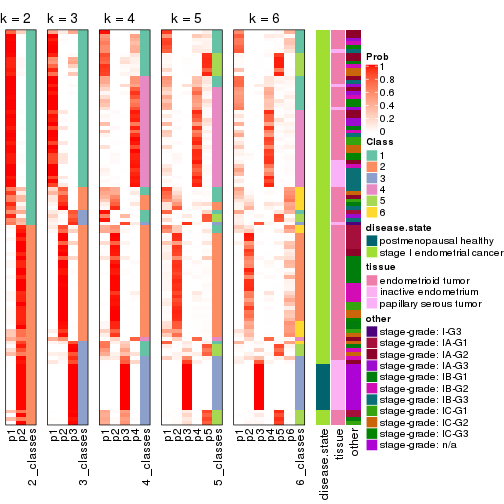 k = 2
k = 3
k = 4
k = 5
k = 6
p1
p2
2_classes
p1
p2
p3
3_classes
p1
p2
p3
p4
4_classes
p1
p2
p3
p4
p5
5_classes
p1
p2
p3
p4
p5
p6
6_classes
disease.state
tissue
other
Prob
1
0.8
0.6
0.4
0.2
0
Class
1
2
3
4
5
6
disease.state
postmenopausal healthy
stage I endometrial cancer
tissue
endometrioid tumor
inactive endometrium
papillary serous tumor
other
stage-grade: I-G3
stage-grade: IA-G1
stage-grade: IA-G2
stage-grade: IA-G3
stage-grade: IB-G1
stage-grade: IB-G2
stage-grade: IB-G3
stage-grade: IC-G1
stage-grade: IC-G2
stage-grade: IC-G3
stage-grade: n/a